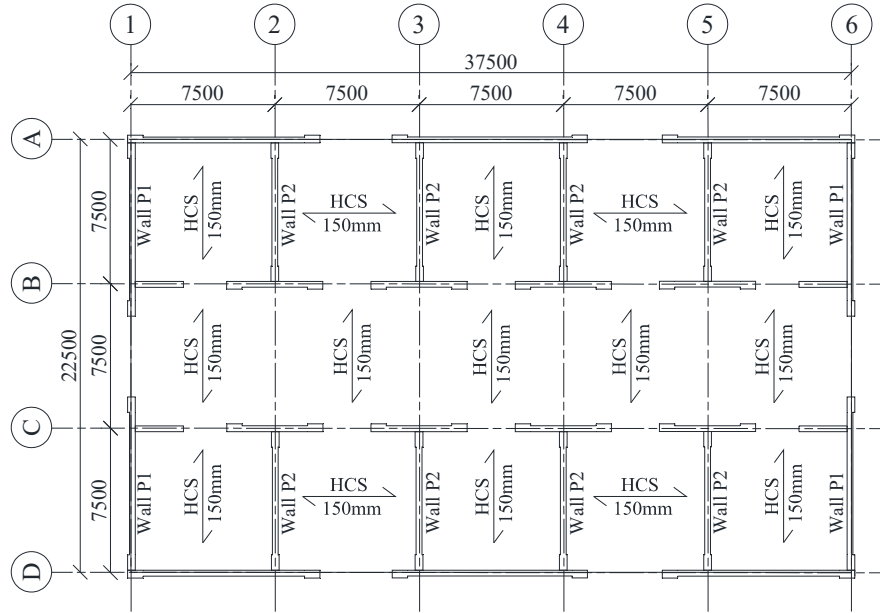 1 2 3 4 5 6
37500
7500 7500 7500 7500 7500
A
Wall P1 HCS 150mm Wall P2 HCS 150mm Wall P2 HCS 150mm Wall P2 HCS 150mm Wall P2 HCS 150mm Wall P1
7500
B
22500
7500
HCS 150mm HCS 150mm HCS 150mm HCS 150mm HCS 150mm
C
7500
Wall P1 HCS 150mm Wall P2 HCS 150mm Wall P2 HCS 150mm Wall P2 HCS 150mm Wall P2 HCS 150mm Wall P1
D